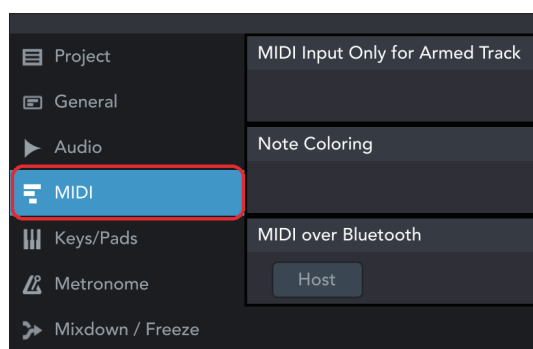 Project
General
Audio
MIDI
Keys/Pads
Metronome
Mixdown / Freeze
MIDI Input Only for Armed Track
Note Coloring
MIDI over Bluetooth
Host